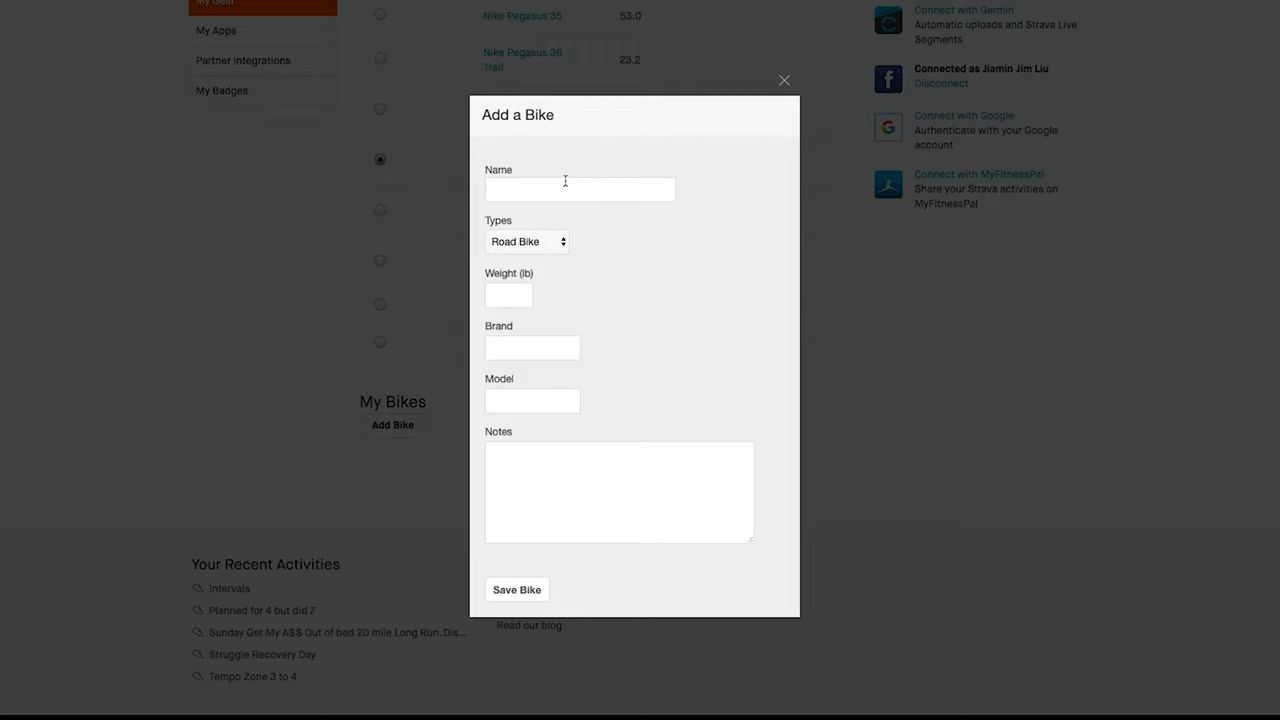 My Gear
My Apps
Partner Integrations
My Badges
Nike Pegasus 35
53.0
Nike Pegasus 36
Trail
23.2
Connect with Garmin
Automatic uploads and Strava Live
Segments
Connected as Jiamin Jim Liu
Disconnect
Connect with Google
Authenticate with your Google
account
Connect with MyFitnessPal
Share your Strava activities on
MyFitnessPal
Add a Bike
Name
Types
Road Bike
Weight (lb)
Brand
Model
Notes
Save Bike
My Bikes
Add Bike
Your Recent Activities
Intervals
Planned for 4 but did 7
Sunday Get My A$$ Out of bed 20 mile Long Run. Dis...
Struggle Recovery Day
Tempo Zone 3 to 4
Read our blog